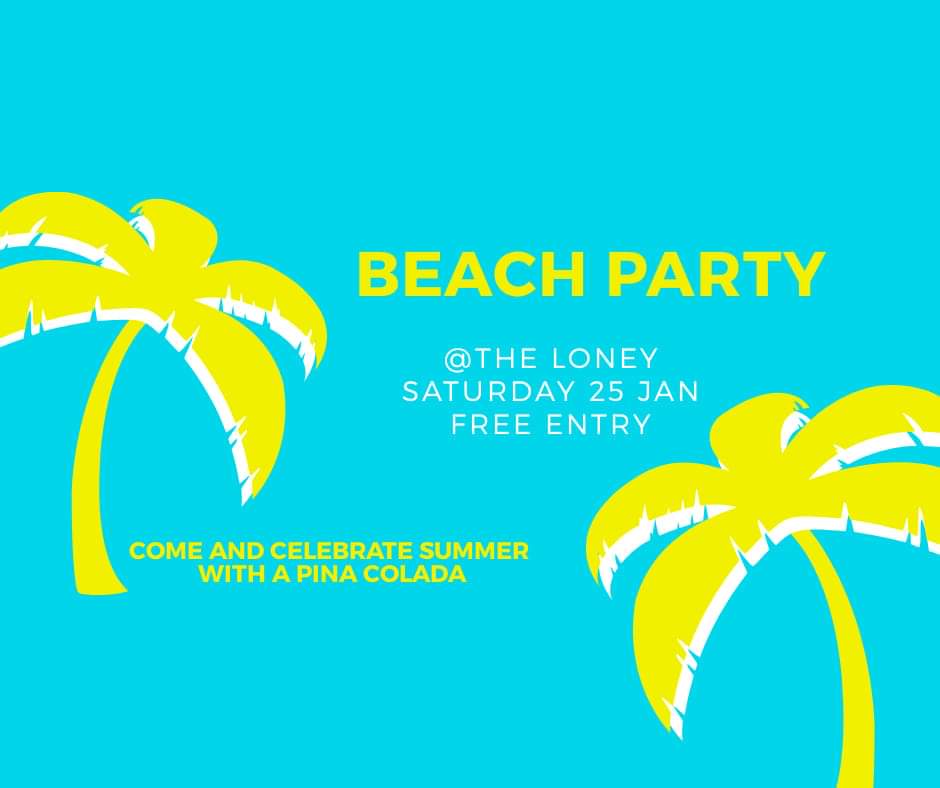 BEACH PARTY
@THE LONEY
SATURDAY 25 JAN
FREE ENTRY
COME AND CELEBRATE SUMMER
WITH A PINA COLADA